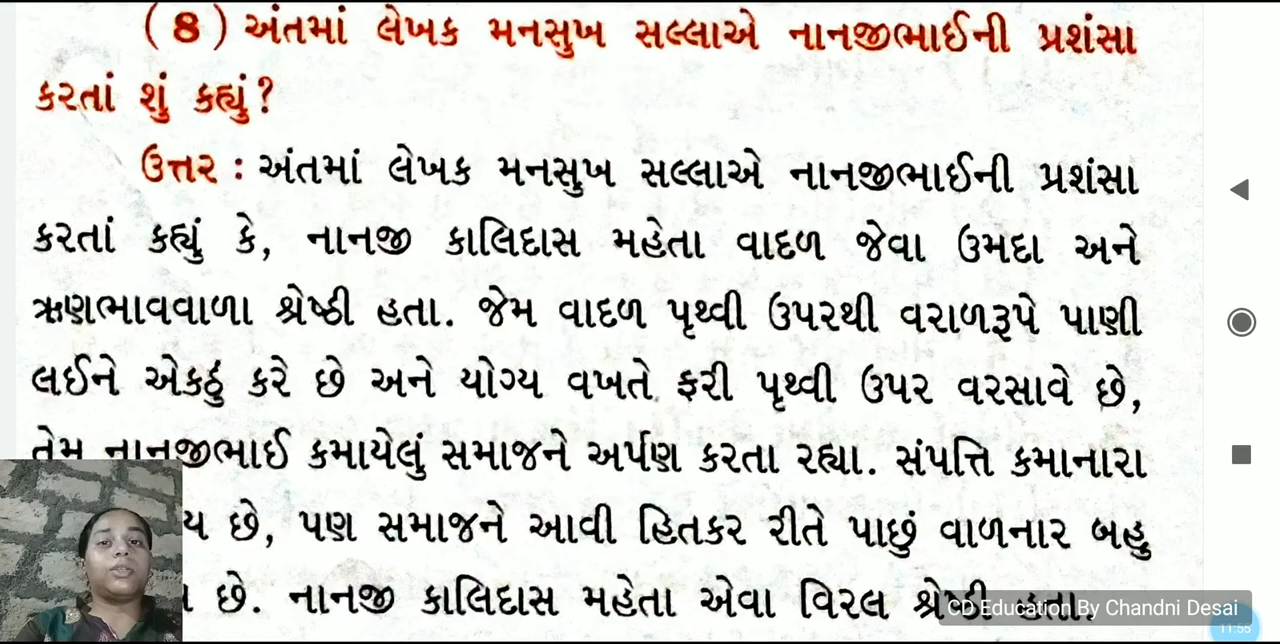 (8) અંતમાં લેખક મનસુખ સલ્લાએ નાનજીભાઈની પ્રશંસા
કરતાં શું કહ્યું?
ઉત્તર : અંતમાં લેખક મનસુખ સલ્લાએ નાનજીભાઈની પ્રશંસા
કરતાં કહ્યું કે, નાનજી કાલિદાસ મહેતા વાદળ જેવા ઉમદા અને
ઋણભાવવાળા શ્રેષ્ઠી હતા. જેમ વાદળ પૃથ્વી ઉપરથી વરાળરૂપે પાણી
લઈને એકઠું કરે છે અને યોગ્ય વખતે ફરી પૃથ્વી ઉપર વરસાવે છે,
તેમ નાનજીભાઈ કમાયેલું સમાજને અર્પણ કરતા રહ્યા. સંપત્તિ કમાનારા
છે, પણ સમાજને આવી હિતકર રીતે પાછું વાળનાર બહુ
છે. નાનજી કાલિદાસ મહેતા એવા વિરલ શ્રેષ્ઠી હતા.
CD Education By Chandni Desai
11:56